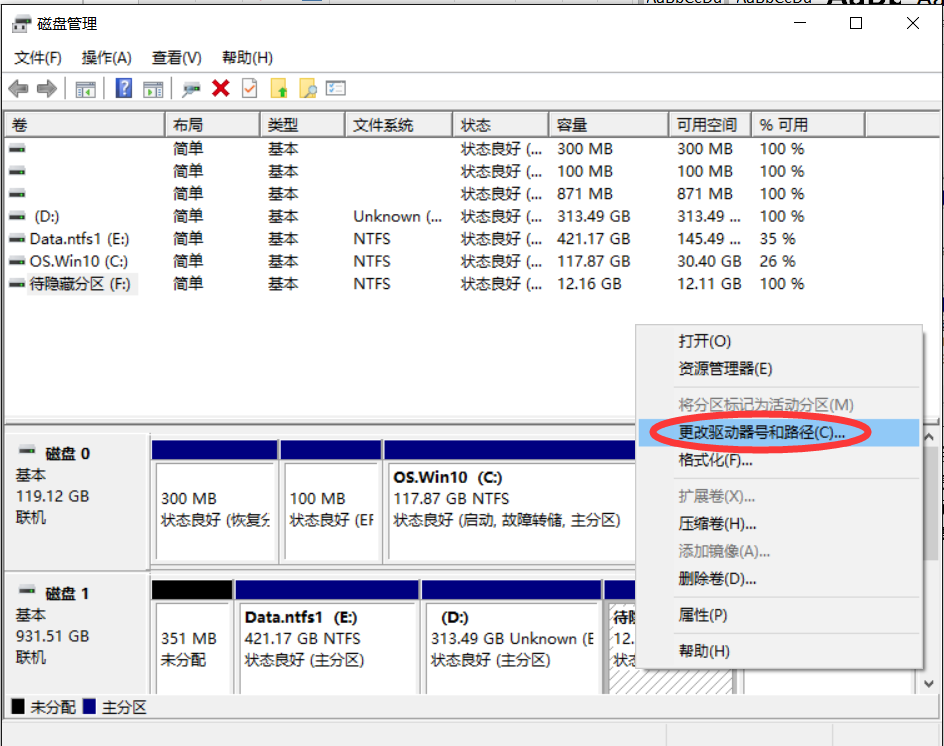 磁盘管理
文件(F) 操作(A) 查看(V) 帮助(H)
卷 布局 类型 文件系统 状态 容量 可用空间 % 可用
简单 基本 状态良好 (... 300 MB 300 MB 100 %
简单 基本 状态良好 (... 100 MB 100 MB 100 %
简单 基本 状态良好 (... 871 MB 871 MB 100 %
(D:) 简单 基本 Unknown (... 状态良好 (... 313.49 GB 313.49 ... 100 %
Data.ntfs1 (E:) 简单 基本 NTFS 状态良好 (... 421.17 GB 145.49 ... 35 %
OS.Win10 (C:) 简单 基本 NTFS 状态良好 (... 117.87 GB 30.40 GB 26 %
待隐藏分区 (F:) 简单 基本 NTFS 状态良好 (... 12.16 GB 12.11 GB 100 %
打开(O)
资源管理器(E)
将分区标记为活动分区(M)
更改驱动器号和路径(C)...
格式化(F)...
扩展卷(X)...
压缩卷(H)...
添加镜像(A)...
删除卷(D)...
属性(P)
帮助(H)
磁盘 0
基本
119.12 GB
联机
300 MB
状态良好 (恢复分
100 MB
状态良好 (EF
OS.Win10 (C:)
117.87 GB NTFS
状态良好 (启动, 故障转储, 主分区)
磁盘 1
基本
931.51 GB
联机
351 MB
未分配
Data.ntfs1 (E:)
421.17 GB NTFS
状态良好 (主分区)
(D:)
313.49 GB Unknown (E
状态良好 (主分区)
待隐
12.
状态
未分配 主分区